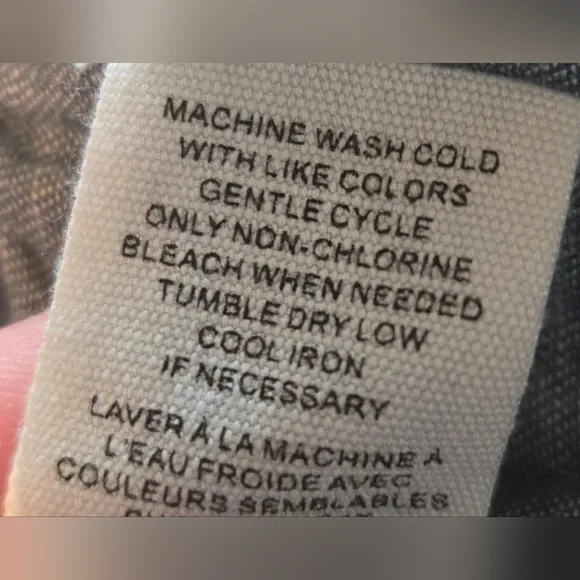 MACHINE WASH COLD
WITH LIKE COLORS
GENTLE CYCLE
ONLY NON-CHLORINE
BLEACH WHEN NEEDED
TUMBLE DRY LOW
COOL IRON
IF NECESSARY
LAVER À LA MACHINE À
L'EAU FROIDE AVEC
COULEURS SEMBLABLES